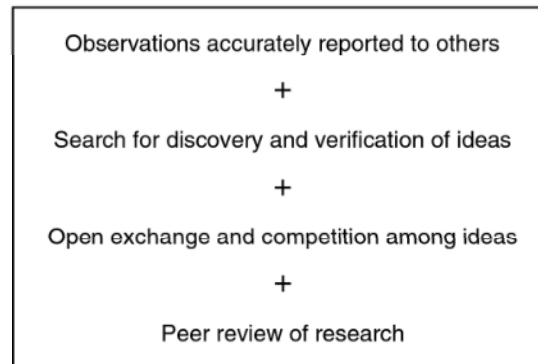 Observations accurately reported to others
+
Search for discovery and verification of ideas
+
Open exchange and competition among ideas
+
Peer review of research